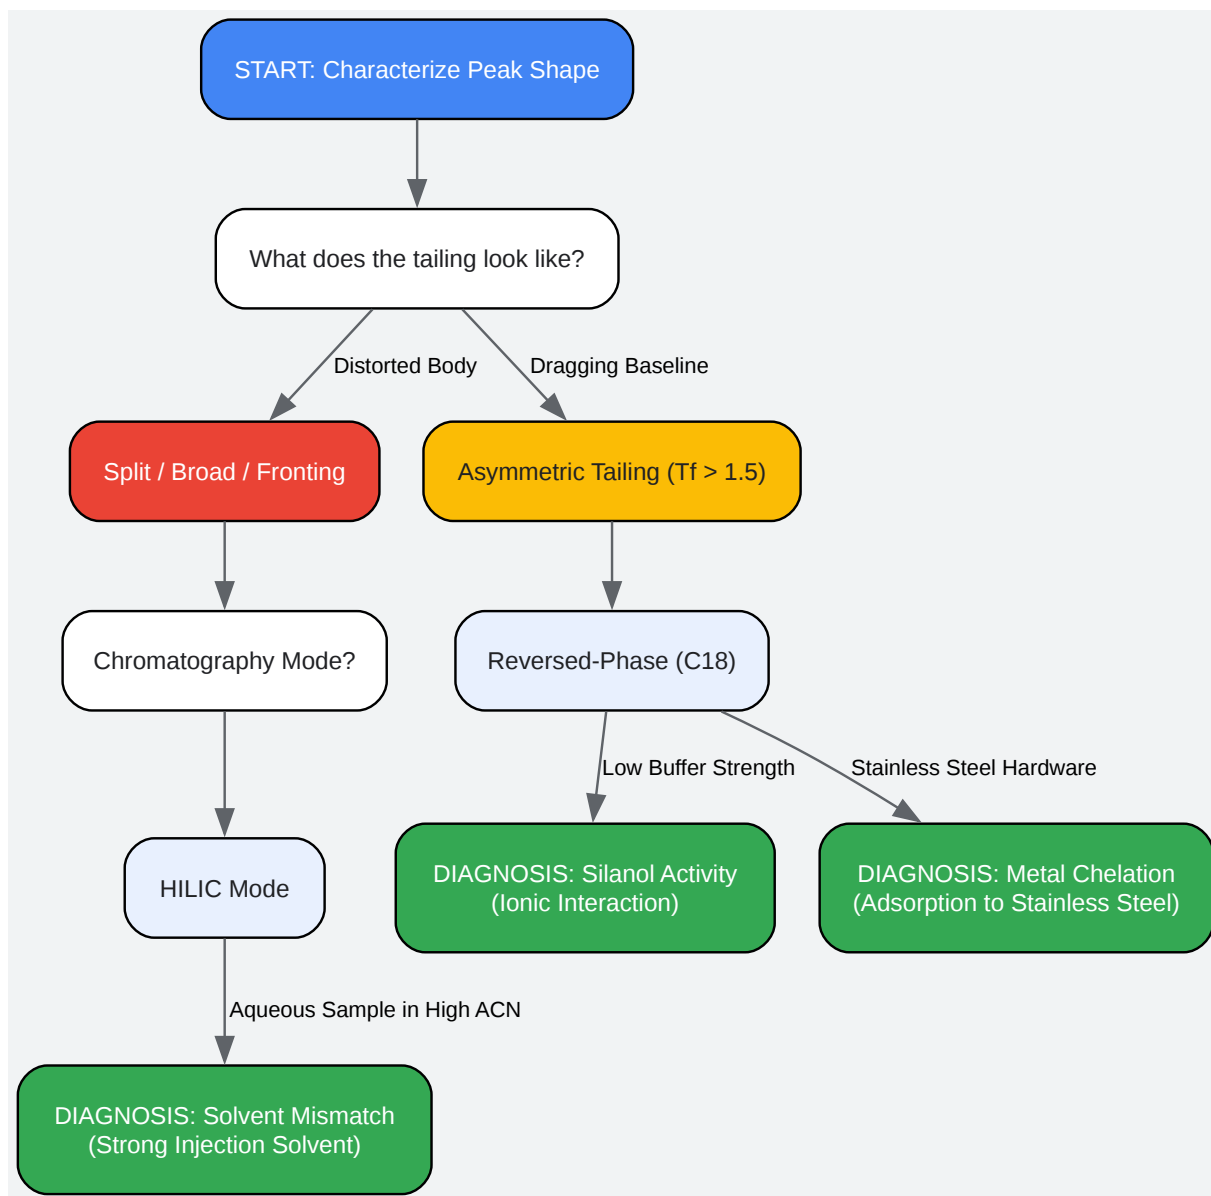 START: Characterize Peak Shape
What does the tailing look like?
Distorted Body
Dragging Baseline
Split / Broad / Fronting
Asymmetric Tailing (Tf > 1.5)
Chromatography Mode?
Reversed-Phase (C18)
Low Buffer Strength
Stainless Steel Hardware
HILIC Mode
DIAGNOSIS: Silanol Activity
(Ionic Interaction)
DIAGNOSIS: Metal Chelation
(Adsorption to Stainless Steel)
Aqueous Sample in High ACN
DIAGNOSIS: Solvent Mismatch
(Strong Injection Solvent)